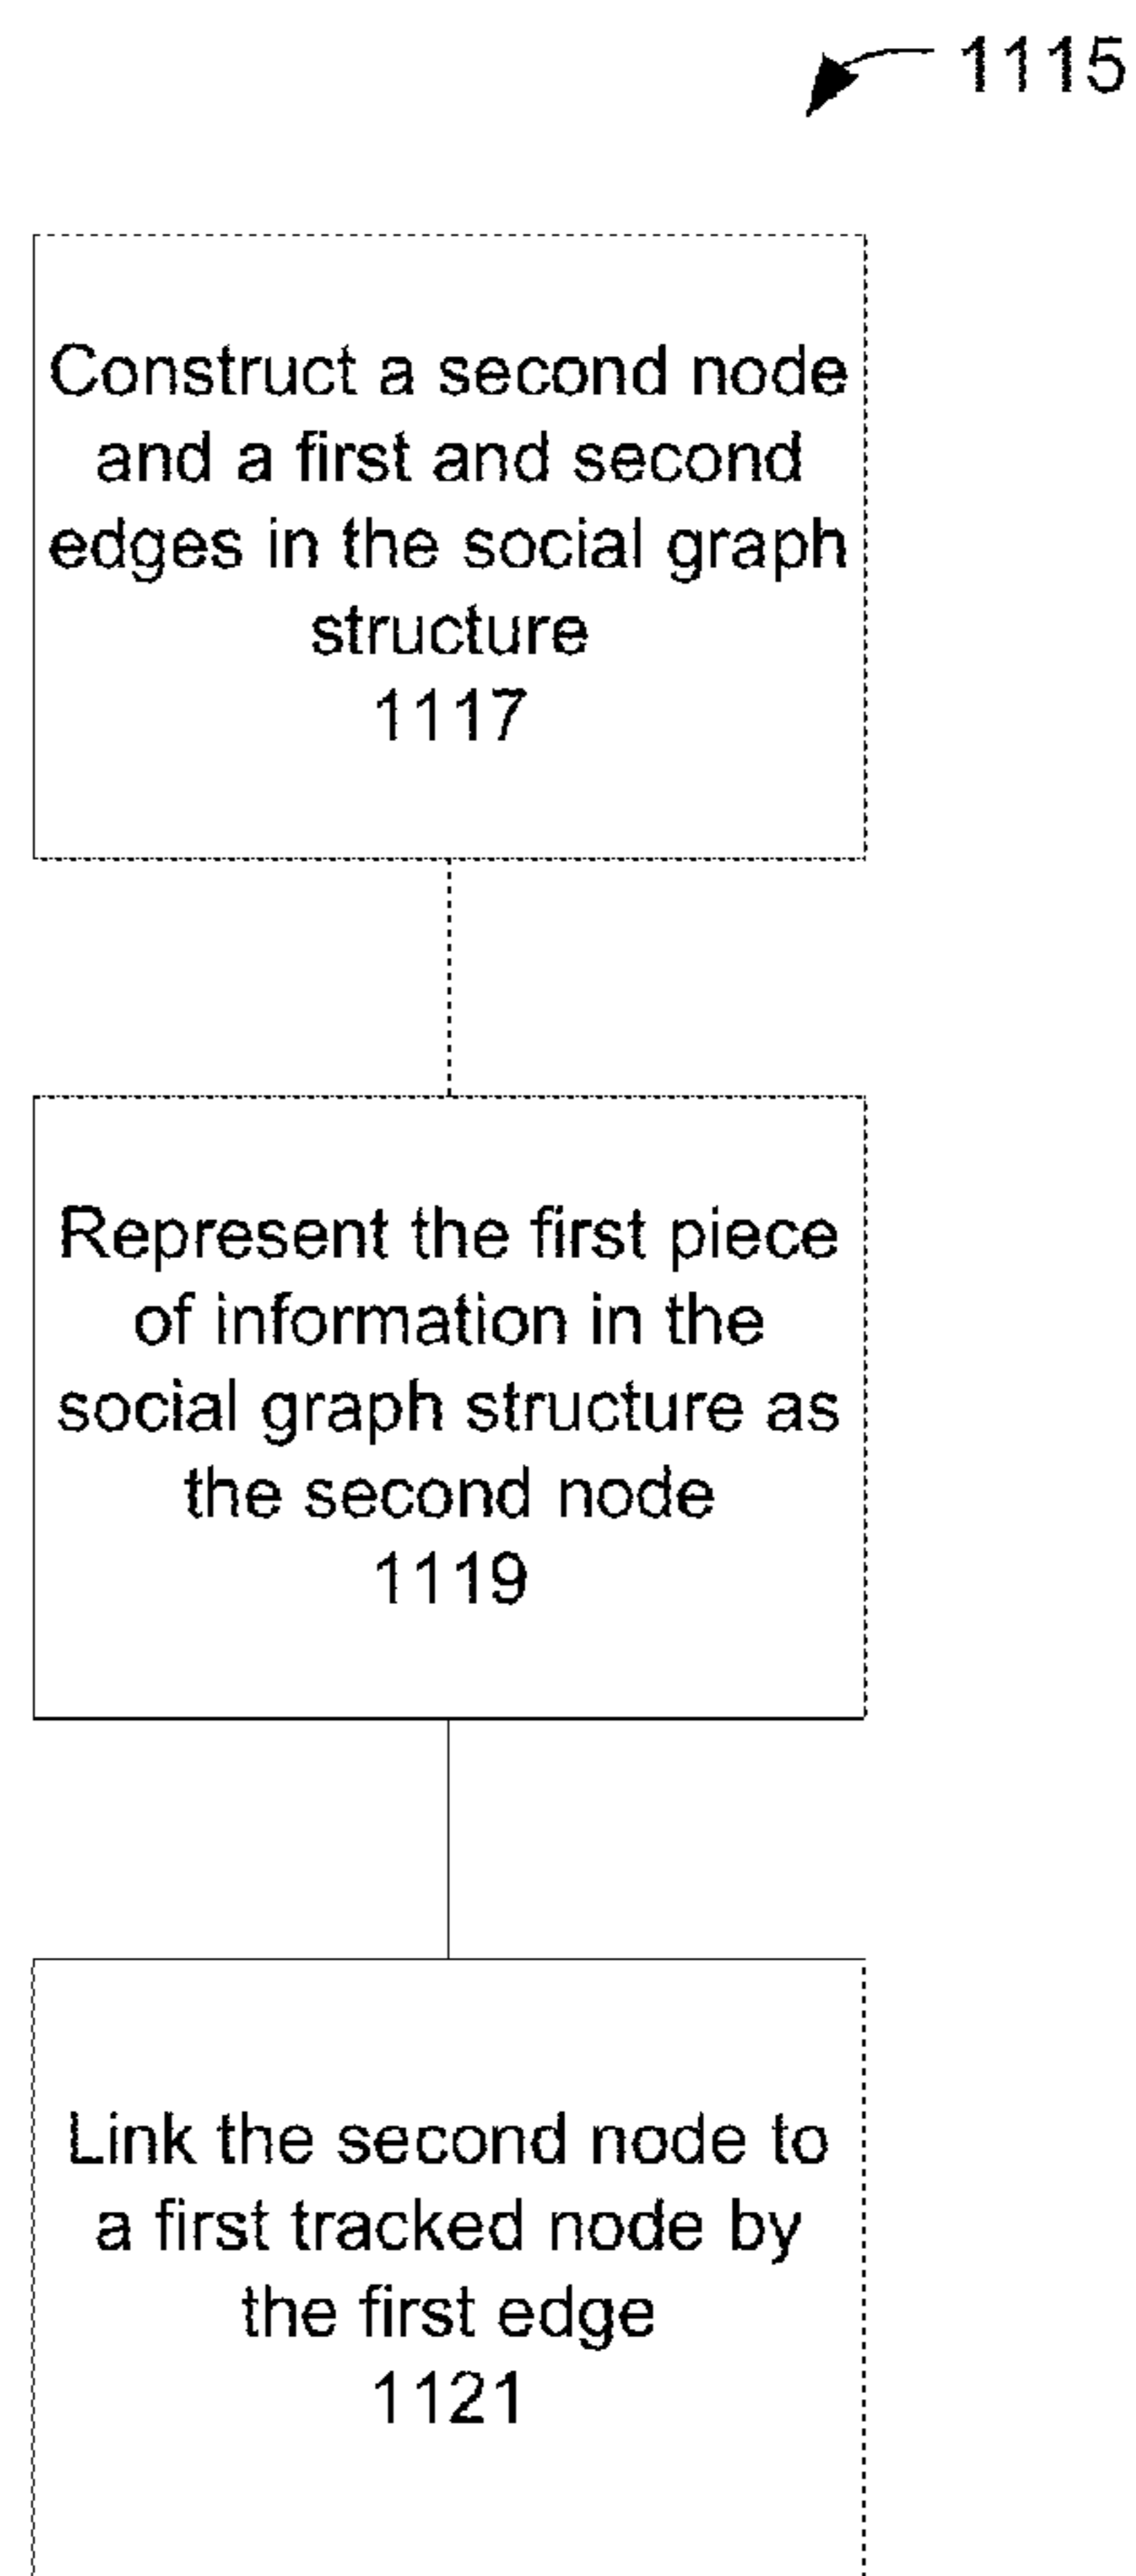 1115
Construct a second node
and a first and second
edges in the social graph
structure
1117
Represent the first piece
of information in the
social graph structure as
the second node
1119
Link the second node to
a first tracked node by
the first edge
1121